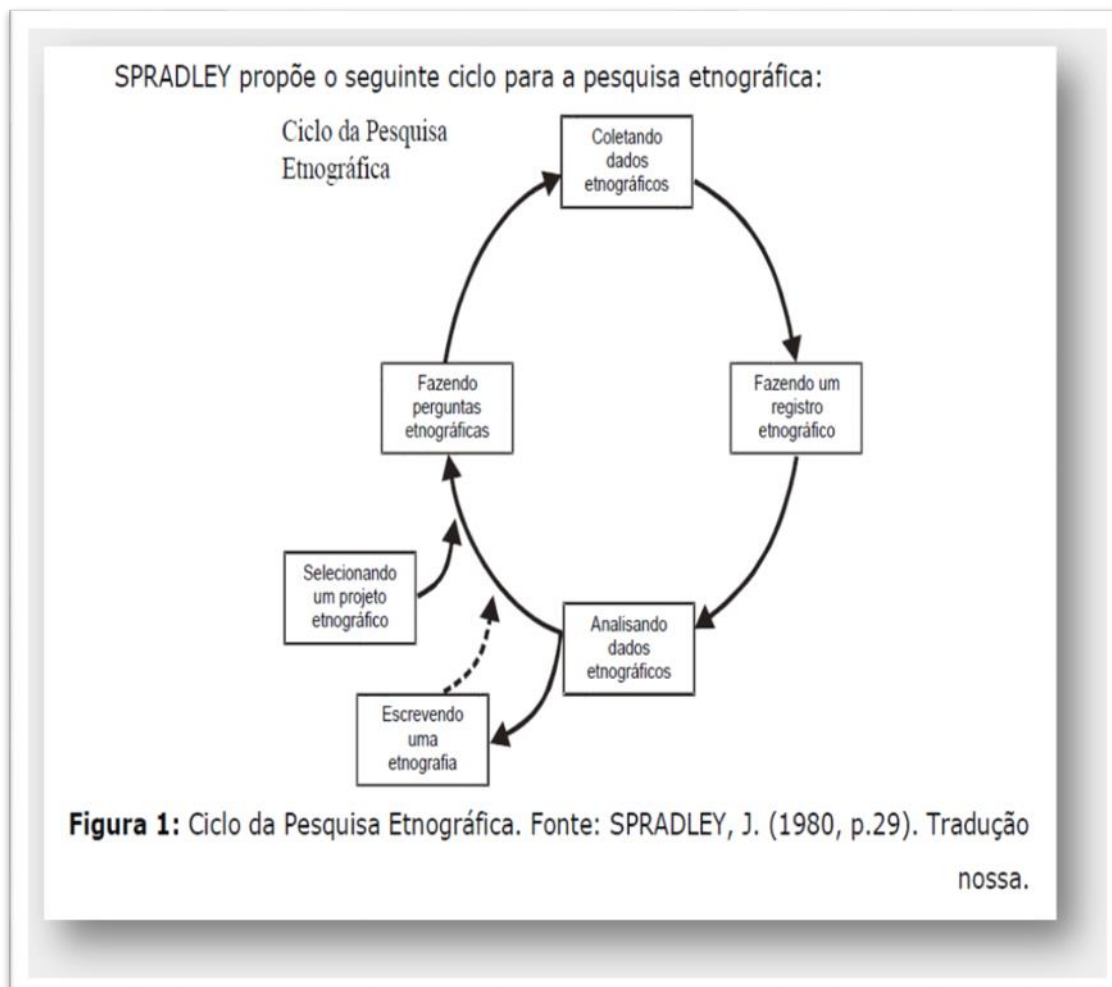 SPRADLEY propõe o seguinte ciclo para a pesquisa etnográfica:
Ciclo da Pesquisa
Etnográfica
Coletando
dados
etnográficos
Fazendo
perguntas
etnográficas
Fazendo um
registro
etnográfico
Selecionando
um projeto
etnográfico
Analisando
dados
etnográficos
Escrevendo
uma
etnografia
Figura 1: Ciclo da Pesquisa Etnográfica. Fonte: SPRADLEY, J. (1980, p.29). Tradução
nossa.